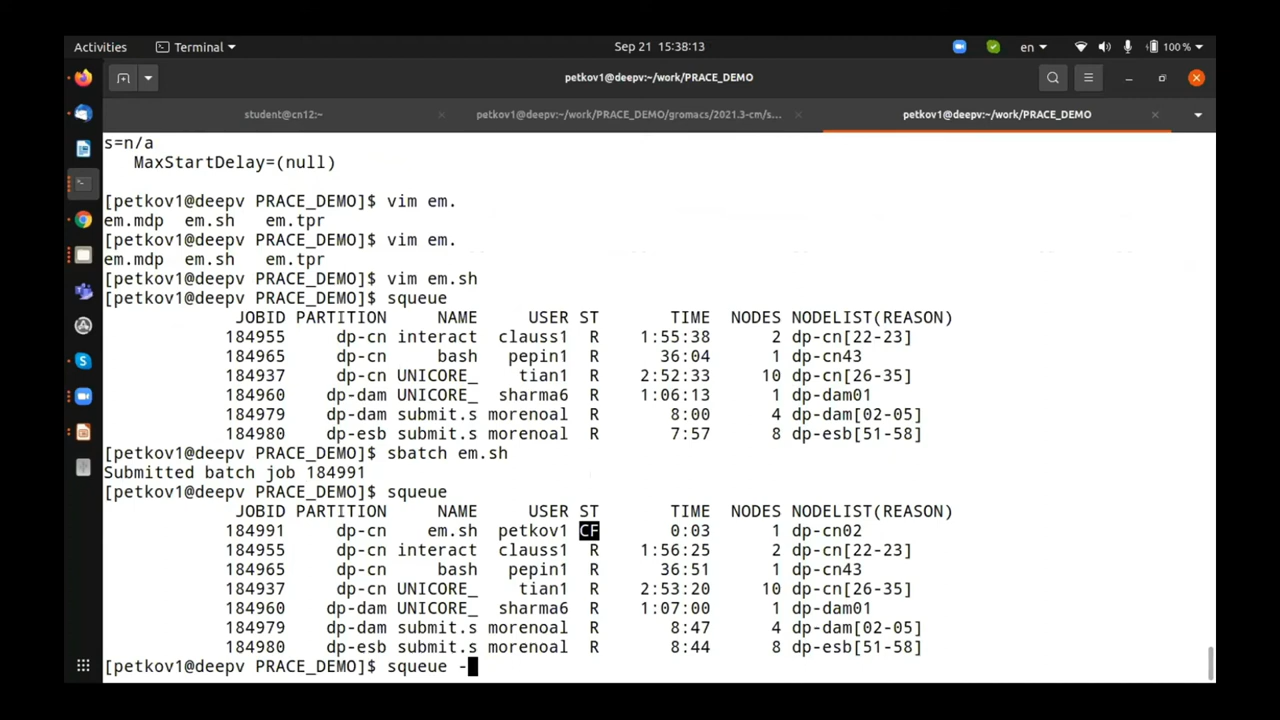 Activities Terminal Sep 21 15:38:13 en 100 %
petkov1@deepv:~/work/PRACE_DEMO
student@cn12:~ petkov1@deepv:~/work/PRACE_DEMO/gromacs/2021.3-cm/s... petkov1@deepv:~/work/PRACE_DEMO
s=n/a
   MaxStartDelay=(null)
[petkov1@deepv PRACE_DEMO]$ vim em.
em.mdp  em.sh   em.tpr
[petkov1@deepv PRACE_DEMO]$ vim em.
em.mdp  em.sh   em.tpr
[petkov1@deepv PRACE_DEMO]$ vim em.sh
[petkov1@deepv PRACE_DEMO]$ squeue
             JOBID PARTITION     NAME     USER ST       TIME  NODES NODELIST(REASON)
            184955     dp-cn interact  clauss1  R    1:55:38      2 dp-cn[22-23]
            184965     dp-cn     bash   pepin1  R      36:04      1 dp-cn43
            184937     dp-cn UNICORE_    tian1  R    2:52:33     10 dp-cn[26-35]
            184960    dp-dam UNICORE_  sharma6  R    1:06:13      1 dp-dam01
            184979    dp-dam submit.s morenoal  R       8:00      4 dp-dam[02-05]
            184980    dp-esb submit.s morenoal  R       7:57      8 dp-esb[51-58]
[petkov1@deepv PRACE_DEMO]$ sbatch em.sh
Submitted batch job 184991
[petkov1@deepv PRACE_DEMO]$ squeue
             JOBID PARTITION     NAME     USER ST       TIME  NODES NODELIST(REASON)
            184991     dp-cn    em.sh  petkov1 CF       0:03      1 dp-cn02
            184955     dp-cn interact  clauss1  R    1:56:25      2 dp-cn[22-23]
            184965     dp-cn     bash   pepin1  R      36:51      1 dp-cn43
            184937     dp-cn UNICORE_    tian1  R    2:53:20     10 dp-cn[26-35]
            184960    dp-dam UNICORE_  sharma6  R    1:07:00      1 dp-dam01
            184979    dp-dam submit.s morenoal  R       8:47      4 dp-dam[02-05]
            184980    dp-esb submit.s morenoal  R       8:44      8 dp-esb[51-58]
[petkov1@deepv PRACE_DEMO]$ squeue -